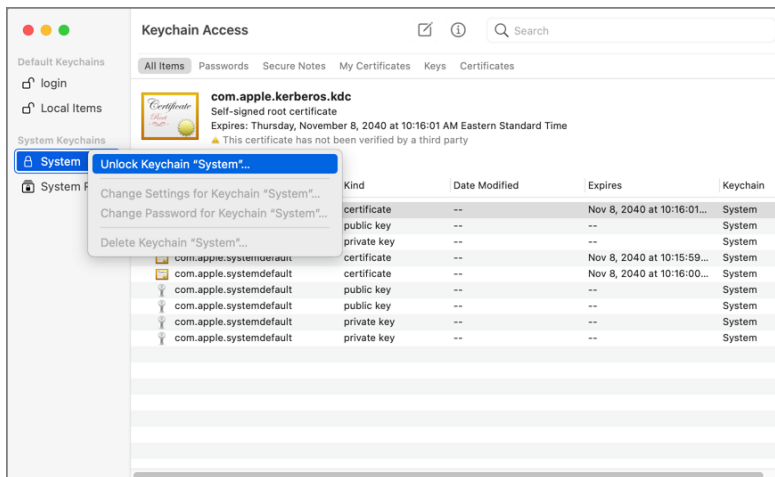 Keychain Access
Search
Default Keychains
login
Local Items
System Keychains
System
System
All Items Passwords Secure Notes My Certificates Keys Certificates
Certificate
Root
com.apple.kerberos.kdc
Self-signed root certificate
Expires: Thursday, November 8, 2040 at 10:16:01 AM Eastern Standard Time
This certificate has not been verified by a third party
Unlock Keychain “System”...
Change Settings for Keychain “System”...
Change Password for Keychain “System”...
Delete Keychain “System”...
Kind Date Modified Expires Keychain
certificate -- Nov 8, 2040 at 10:16:01... System
public key -- -- System
private key -- -- System
com.apple.systemdefault certificate -- Nov 8, 2040 at 10:15:59... System
com.apple.systemdefault certificate -- Nov 8, 2040 at 10:16:00... System
com.apple.systemdefault public key -- -- System
com.apple.systemdefault public key -- -- System
com.apple.systemdefault private key -- -- System
com.apple.systemdefault private key -- -- System